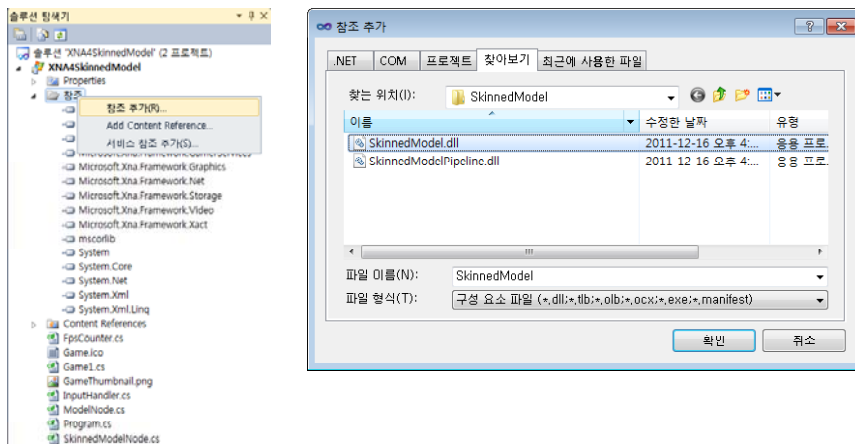 솔루션 탐색기
솔루션 'XNA4SkinnedModel' (2 프로젝트)
XNA4SkinnedModel
Properties
참조
참조 추가(R)...
Add Content Reference...
서비스 참조 추가(S)...
Microsoft.Xna.Framework.GamerServices
Microsoft.Xna.Framework.Graphics
Microsoft.Xna.Framework.Net
Microsoft.Xna.Framework.Storage
Microsoft.Xna.Framework.Video
Microsoft.Xna.Framework.Xact
mscorlib
System
System.Core
System.Net
System.Xml
System.Xml.Linq
Content References
FpsCounter.cs
Game.ico
Game1.cs
GameThumbnail.png
InputHandler.cs
ModelNode.cs
Program.cs
SkinnedModelNode.cs
참조 추가
.NET COM 프로젝트 찾아보기 최근에 사용한 파일
찾는 위치(I): SkinnedModel
이름 수정한 날짜 유형
SkinnedModel.dll 2011-12-16 오후 4:... 응용 프로.
SkinnedModelPipeline.dll 2011-12-16 오후 4:... 응용 프로.
파일 이름(N): SkinnedModel
파일 형식(T): 구성 요소 파일 (*.dll;*.tlb;*.olb;*.ocx;*.exe;*.manifest)
확인 취소